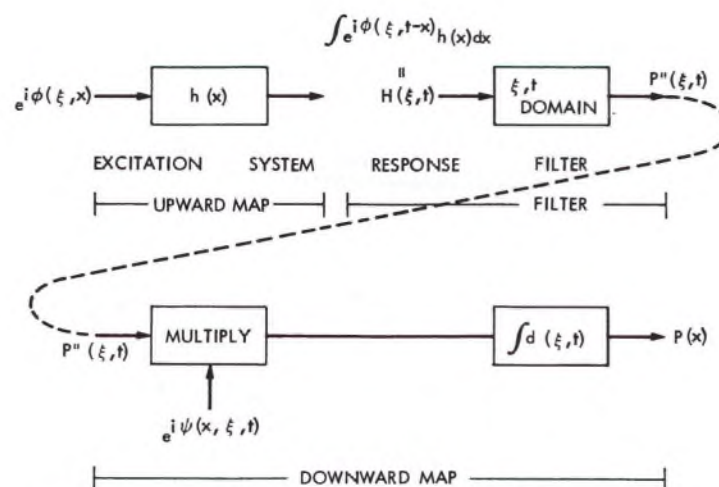 ∫e^iφ(ξ,t-x) h(x)dx
=
e^iφ(ξ,x) h(x) H(ξ,t) ξ,t DOMAIN P"(ξ,t)
EXCITATION SYSTEM RESPONSE FILTER
UPWARD MAP FILTER
P"(ξ,t) MULTIPLY ∫d(ξ,t) P(x)
e^iψ(x,ξ,t)
DOWNWARD MAP